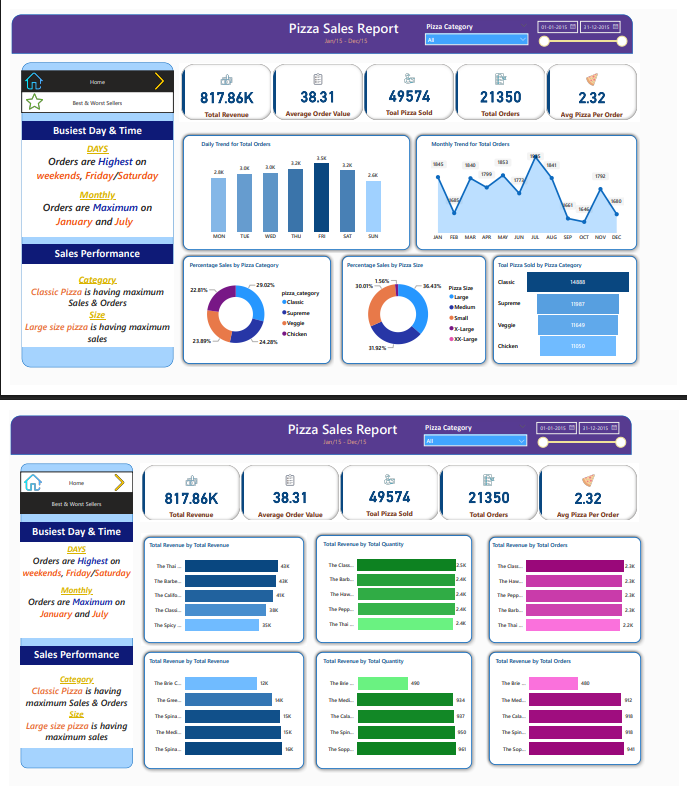 Pizza Sales Report
Jan/15 - Dec/15
Pizza Category
All
01-01-2015
31-12-2015
Home
Best & Worst Sellers
Busiest Day & Time
DAYS
Orders are Highest on
weekends, Friday/Saturday
Monthly
Orders are Maximum on
January and July
Sales Performance
Category
Classic Pizza is having maximum
Sales & Orders
Size
Large size pizza is having maximum
sales
817.86K
Total Revenue
38.31
Average Order Value
49574
Toal Pizza Sold
21350
Total Orders
2.32
Avg Pizza Per Order
Daily Trend for Total Orders
2.8K
3.0K
3.0K
3.2K
3.5K
3.2K
2.6K
MON TUE WED THU FRI SAT SUN
Monthly Trend for Total Orders
1845
1685
1840
1799
1853
1773
1841
1661
1646
1792
1680
JAN FEB MAR APR MAY JUN JUL AUG SEP OCT NOV DEC
Percentage Sales by Pizza Category
29.02%
24.28%
23.89%
22.81%
pizza_category
Classic
Supreme
Veggie
Chicken
Percentage Sales by Pizza Size
1.56%
36.43%
31.92%
30.01%
Pizza Size
Large
Medium
Small
X-Large
XX-Large
Toal Pizza Sold by Pizza Category
Classic 14888
Supreme 11987
Veggie 11649
Chicken 11050
Pizza Sales Report
Jan/15 - Dec/15
Pizza Category
All
01-01-2015
31-12-2015
Home
Best & Worst Sellers
Busiest Day & Time
DAYS
Orders are Highest on
weekends, Friday/Saturday
Monthly
Orders are Maximum on
January and July
Sales Performance
Category
Classic Pizza is having
maximum Sales & Orders
Size
Large size pizza is having
maximum sales
817.86K
Total Revenue
38.31
Average Order Value
49574
Toal Pizza Sold
21350
Total Orders
2.32
Avg Pizza Per Order
Total Revenue by Total Revenue
The Thai ... 43K
The Barbe... 43K
The Califo... 41K
The Classi... 38K
The Spicy ... 35K
Total Revenue by Total Quantity
The Class... 2.5K
The Barb... 2.4K
The Haw... 2.4K
The Pepp... 2.4K
The Thai ... 2.4K
Total Revenue by Total Orders
The Clas... 2.3K
The Haw... 2.3K
The Pepp... 2.3K
The Barb... 2.3K
The Thai ... 2.2K
Total Revenue by Total Revenue
The Brie C... 12K
The Gree... 14K
The Spina... 15K
The Medi... 15K
The Spina... 16K
Total Revenue by Total Quantity
The Brie ... 490
The Medi... 934
The Cala... 937
The Spin... 950
The Sopp... 961
Total Revenue by Total Orders
The Brie ... 480
The Med... 912
The Cala... 918
The Spin... 918
The Sop... 941